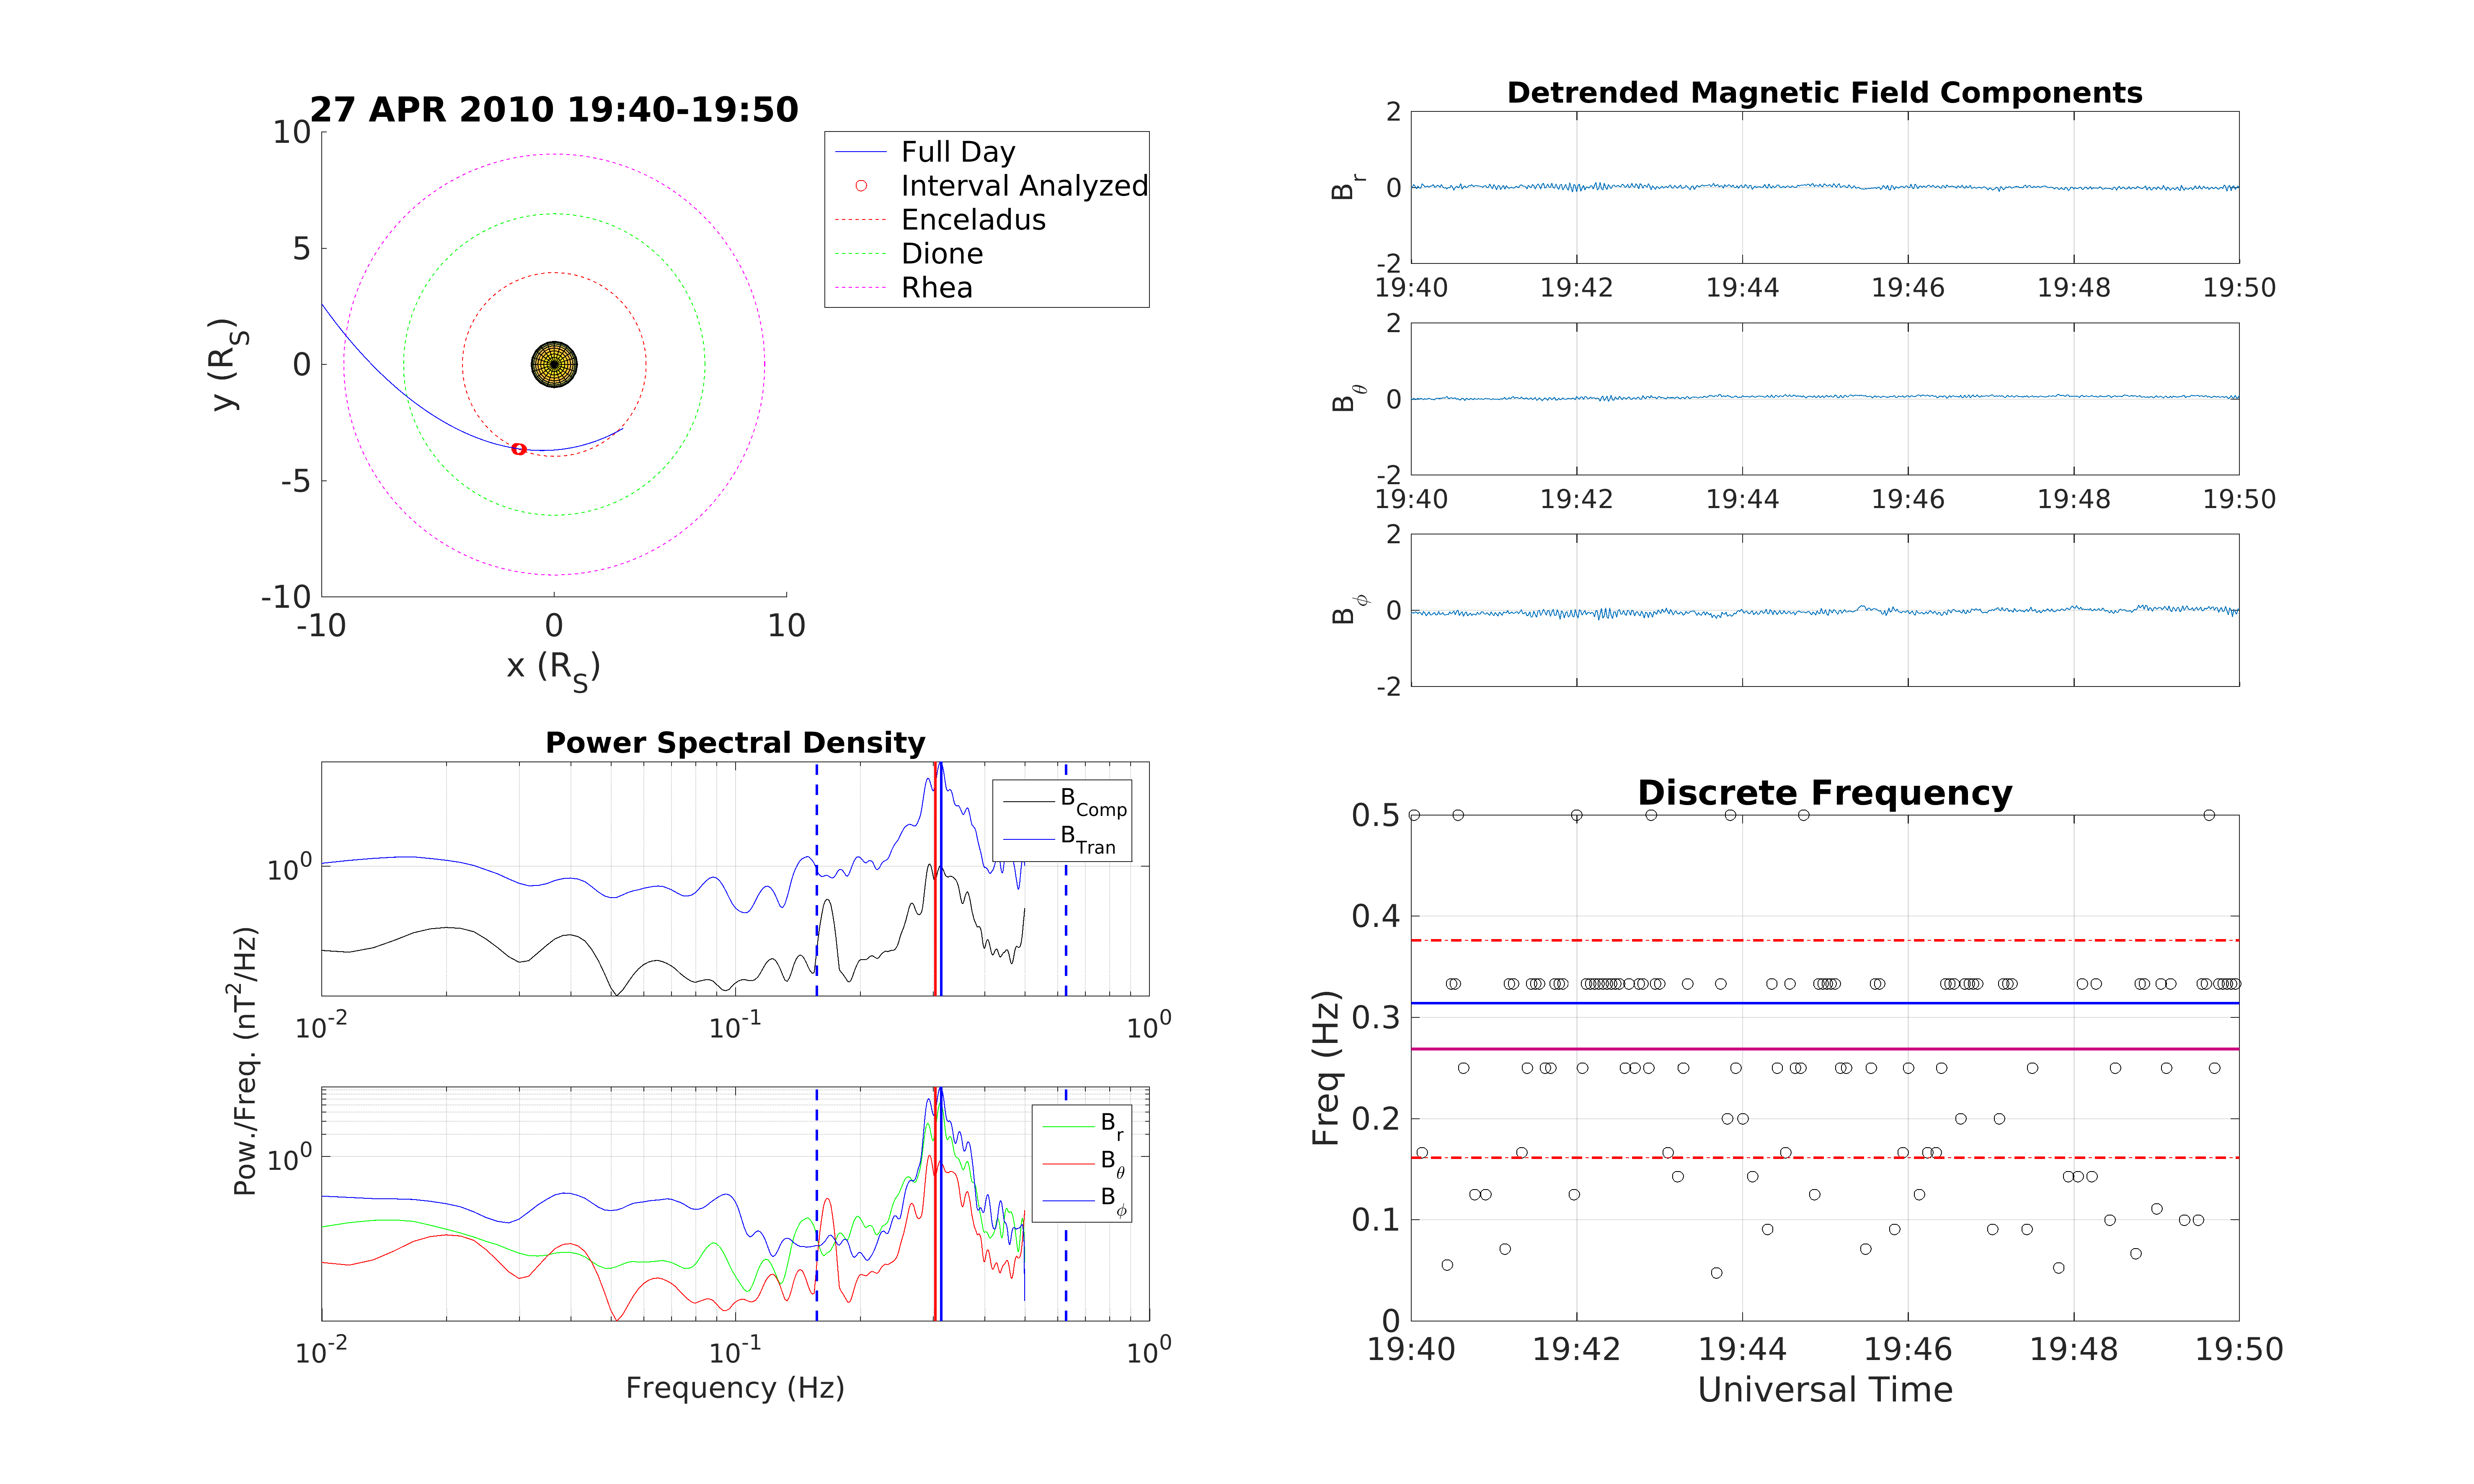 27 APR 2010 19:40-19:50
10
5
0
-5
-10
-10 0 10
y (R_S)
x (R_S)
Full Day
Interval Analyzed
Enceladus
Dione
Rhea
Detrended Magnetic Field Components
2
0
-2
B_r
19:40 19:42 19:44 19:46 19:48 19:50
2
0
-2
B_θ
19:40 19:42 19:44 19:46 19:48 19:50
2
0
-2
B_ϕ
Power Spectral Density
10^0
B_Comp
B_Tran
10^-2 10^-1 10^0
Pow./Freq. (nT^2/Hz)
10^0
B_r
B_θ
B_ϕ
10^-2 10^-1 10^0
Frequency (Hz)
Discrete Frequency
0.5
0.4
0.3
0.2
0.1
0
Freq (Hz)
19:40 19:42 19:44 19:46 19:48 19:50
Universal Time